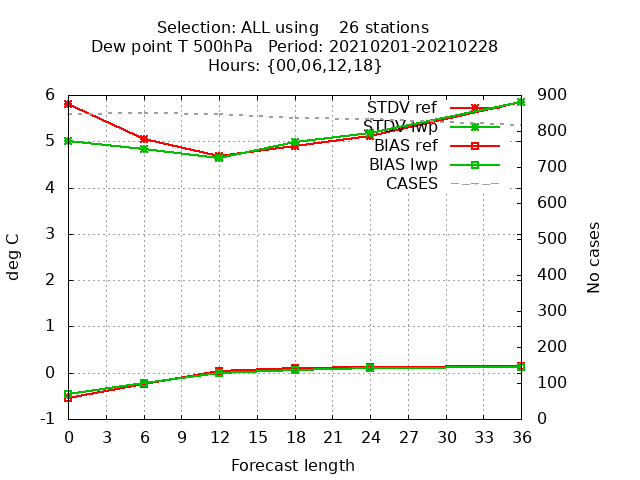 Selection: ALL using 26 stations
Dew point T 500hPa Period: 20210201-20210228
Hours: {00,06,12,18}
STDV ref
STDV lwp
BIAS ref
BIAS lwp
CASES
6
5
4
3
2
1
0
-1
deg C
900
800
700
600
500
400
300
200
100
0
No cases
0 3 6 9 12 15 18 21 24 27 30 33 36
Forecast length